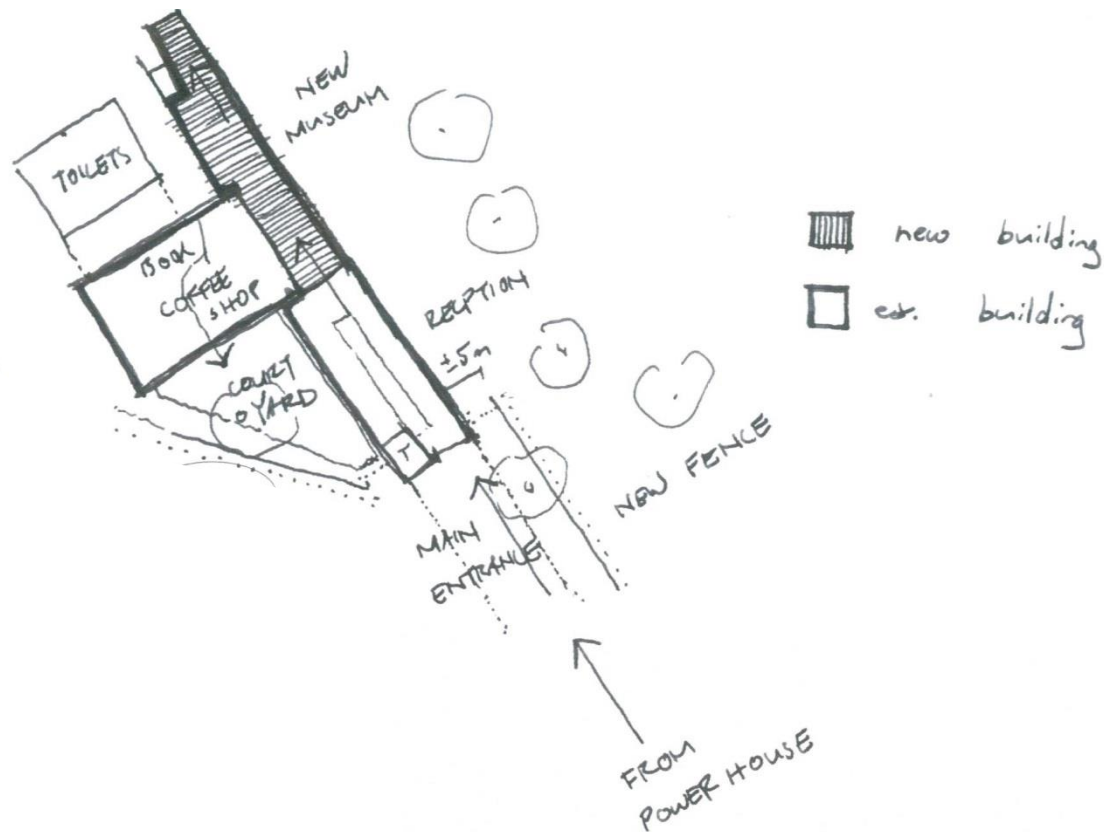 NEW
MUSEUM
TOILETS
BOOK
COFFEE
SHOP
COURT
YARD
RECEPTION
±5m
T
MAIN
ENTRANCE
NEW FENCE
FROM
POWER HOUSE
new building
est. building